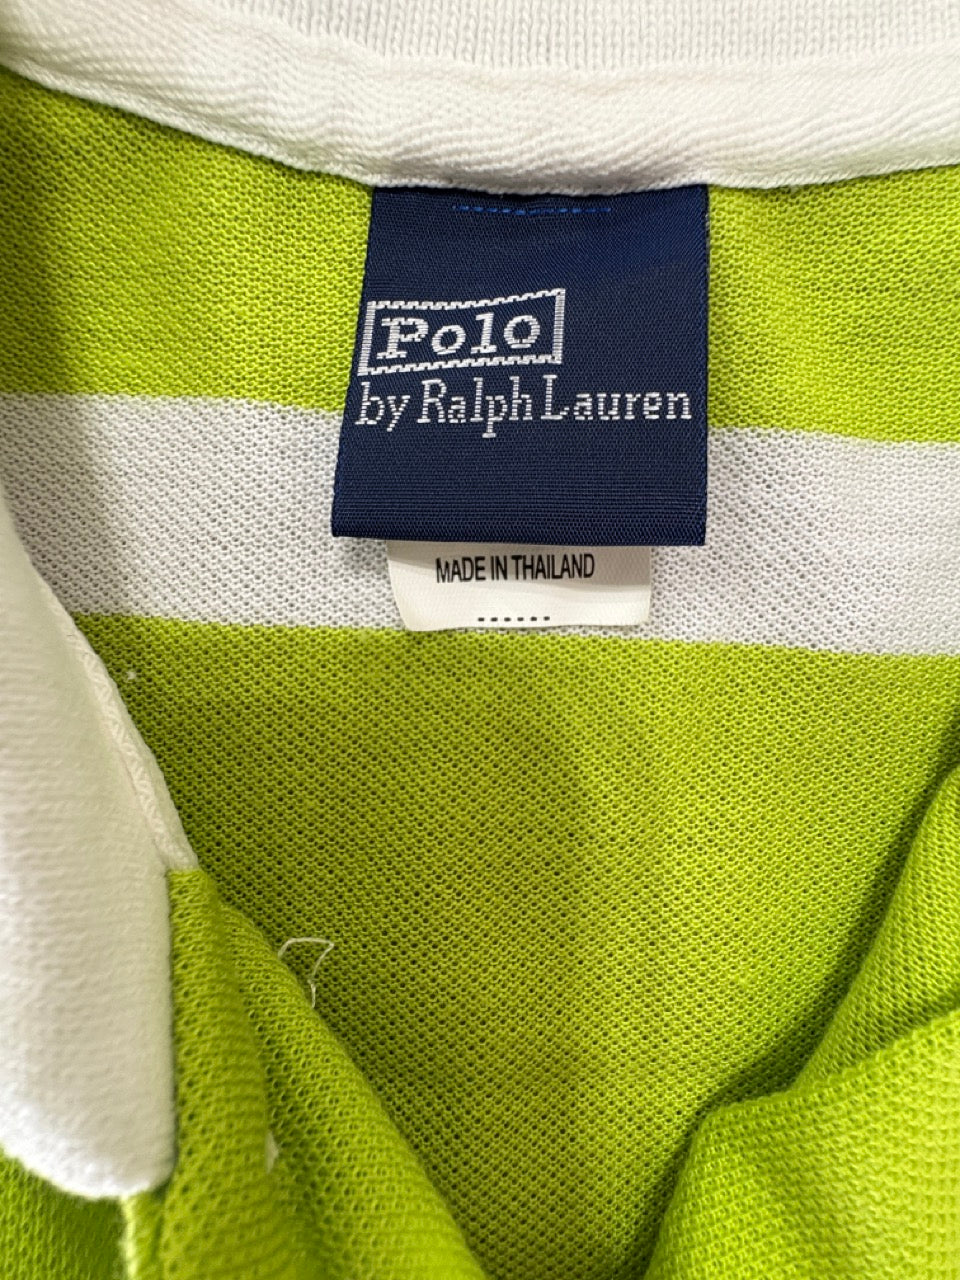 Polo
by Ralph Lauren
MADE IN THAILAND